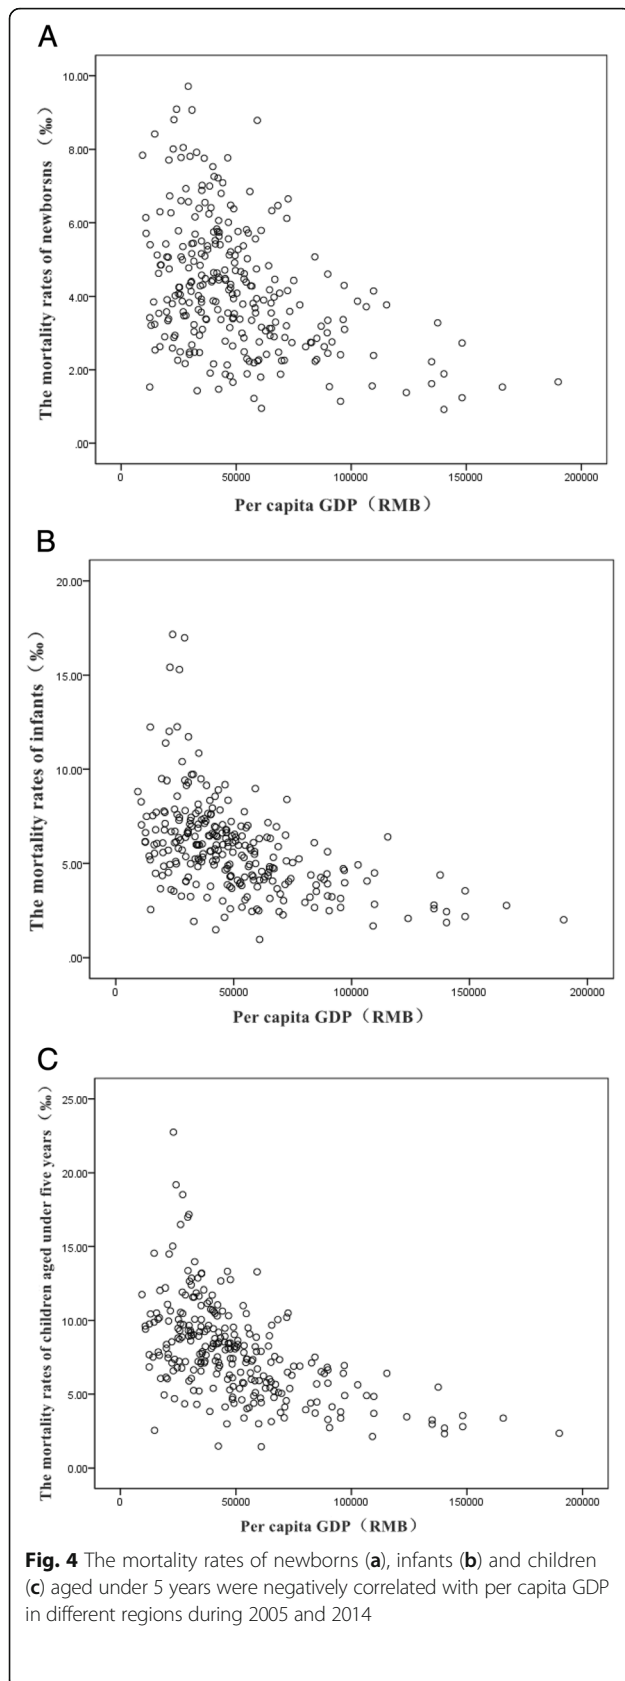 A
10.00
8.00
6.00
4.00
2.00
.00
The mortality rates of newborsns （‰）
0 50000 100000 150000 200000
Per capita GDP（RMB）
B
20.00
15.00
10.00
5.00
.00
The mortality rates of infants（‰）
0 50000 100000 150000 200000
Per capita GDP（RMB）
C
25.00
20.00
15.00
10.00
5.00
0.00
The mortality rates of children aged under five years（‰）
0 50000 100000 150000 200000
Per capita GDP（RMB）
Fig. 4 The mortality rates of newborns (a), infants (b) and children
(c) aged under 5 years were negatively correlated with per capita GDP
in different regions during 2005 and 2014